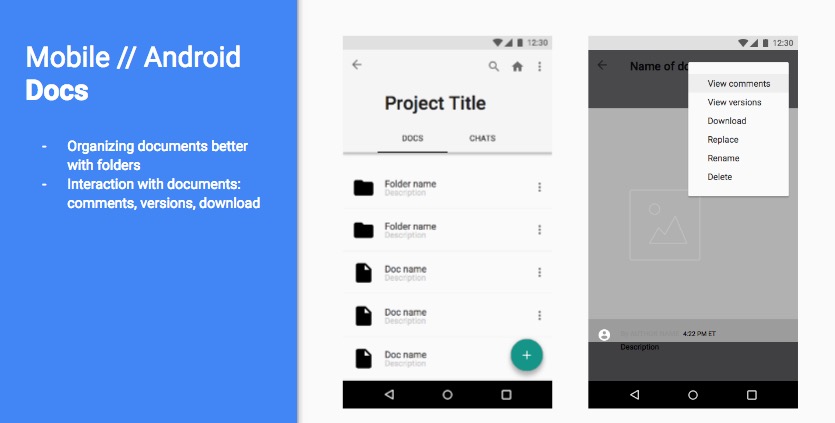 Mobile // Android
Docs
- Organizing documents better
with folders
- Interaction with documents:
comments, versions, download
12:30
Project Title
DOCS CHATS
Folder name
Description
Folder name
Description
Doc name
Description
Doc name
Description
Doc name
Description
+
12:30
Name of do
View comments
View versions
Download
Replace
Rename
Delete
4:22 PM ET
Description